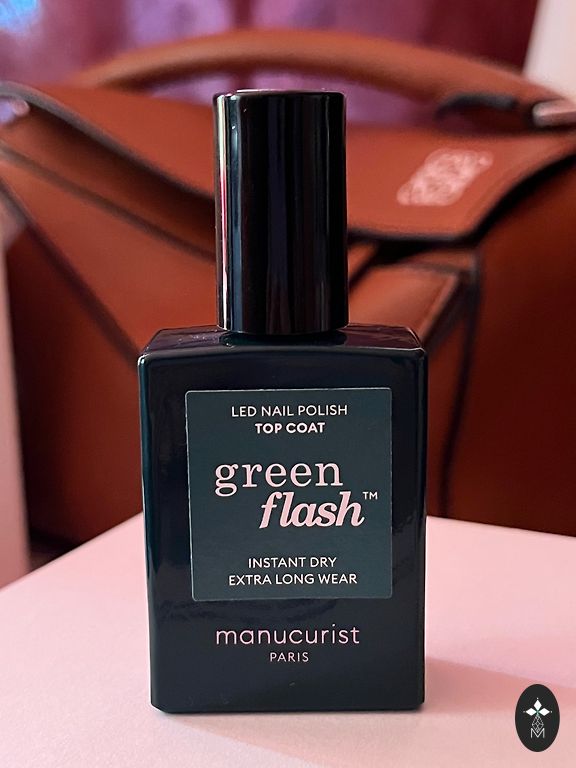 LED NAIL POLISH
TOP COAT
green
flash™
INSTANT DRY
EXTRA LONG WEAR
manucurist
PARIS
M